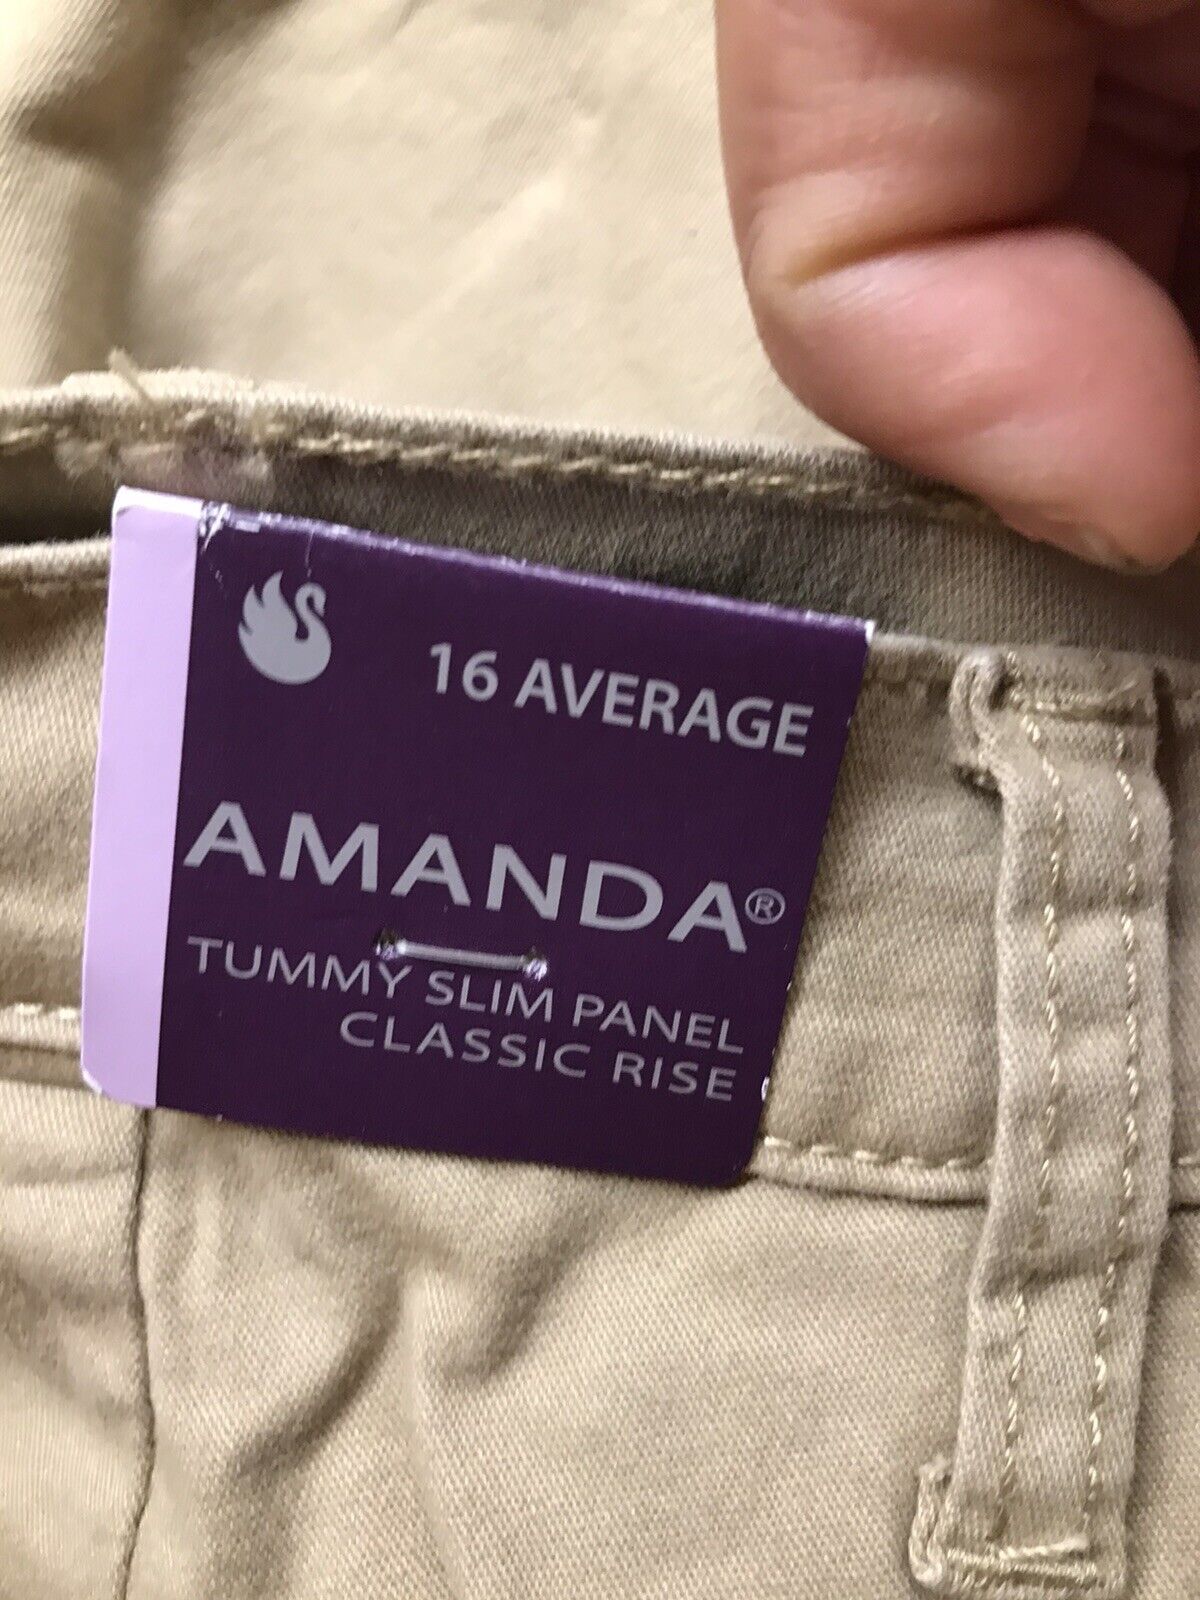 16 AVERAGE
AMANDA®
TUMMY SLIM PANEL
CLASSIC RISE